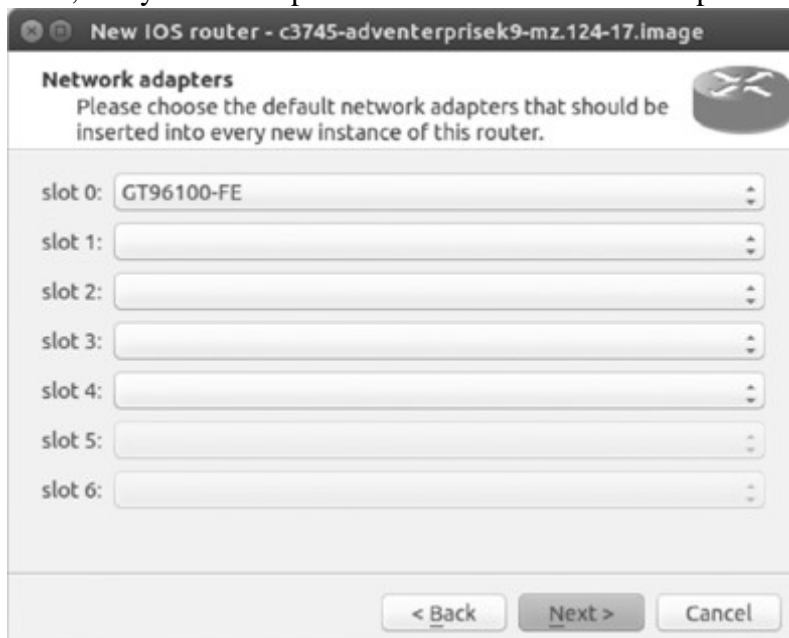 New IOS router - c3745-adventerprisek9-mz.124-17.image
Network adapters
Please choose the default network adapters that should be
inserted into every new instance of this router.
slot 0: GT96100-FE
slot 1:
slot 2:
slot 3:
slot 4:
slot 5:
slot 6:
< Back Next > Cancel